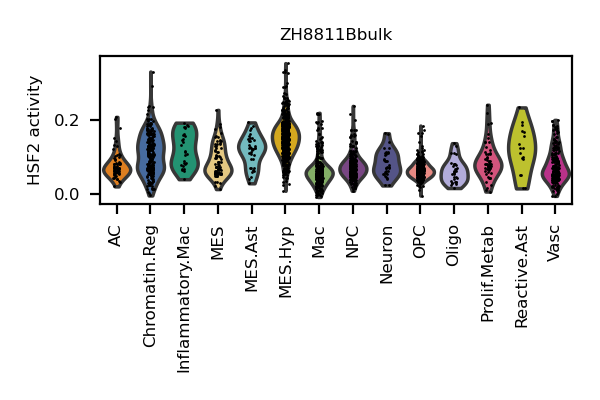 ZH8811Bbulk
HSF2 activity
0.2
0.0
AC
Chromatin.Reg
Inflammatory.Mac
MES
MES.Ast
MES.Hyp
Mac
NPC
Neuron
OPC
Oligo
Prolif.Metab
Reactive.Ast
Vasc